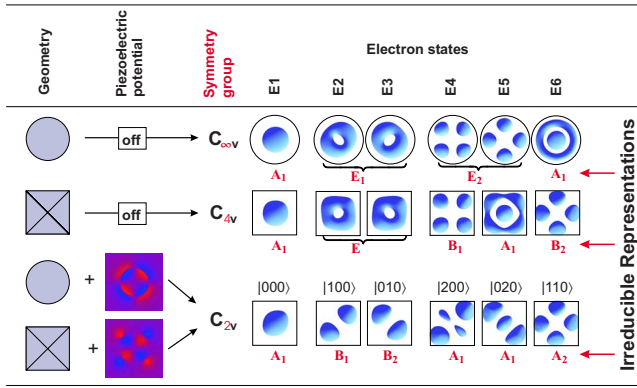 Geometry
Piezoelectric potential
Symmetry group
Electron states
E1 E2 E3 E4 E5 E6
off C∞v
A1 E1 E2 A1
off C4v
A1 E B1 A1 B2
+
|000⟩ |100⟩ |010⟩ |200⟩ |020⟩ |110⟩
C2v
+
A1 B1 B2 A1 A1 A2
Irreducible Representations